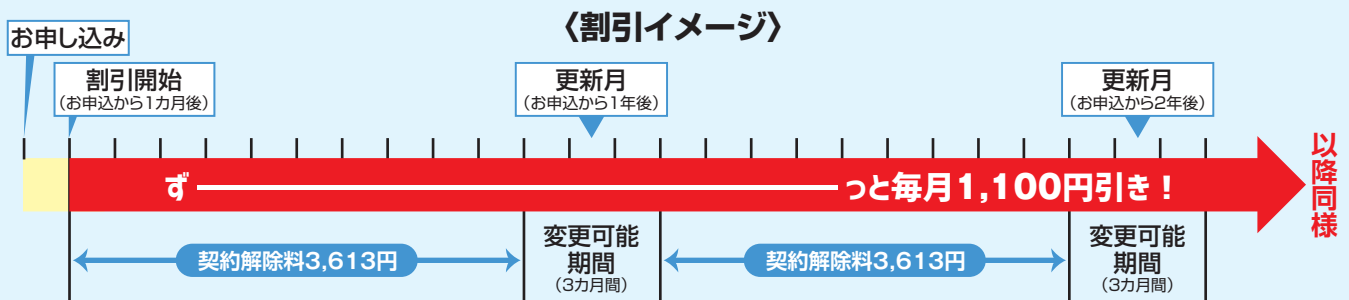 〈割引イメージ〉
お申し込み
割引開始
(お申込から1カ月後)
更新月
(お申込から1年後)
更新月
(お申込から2年後)
ず――っと毎月1,100円引き！
以降同様
契約解除料3,613円
変更可能
期間
(3カ月間)
契約解除料3,613円
変更可能
期間
(3カ月間)